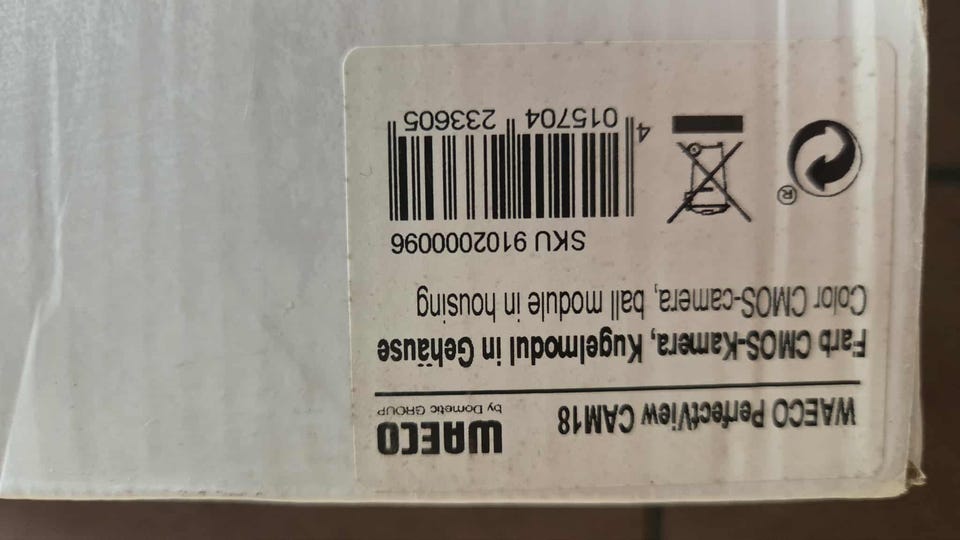 WAECO PerfectView CAM18
WAECO
by Dometic GROUP
Farb CMOS-Kamera, Kugelmodul in Gehäuse
Color CMOS-camera, ball module in housing
SKU 9102000096
®
4 015704 233605